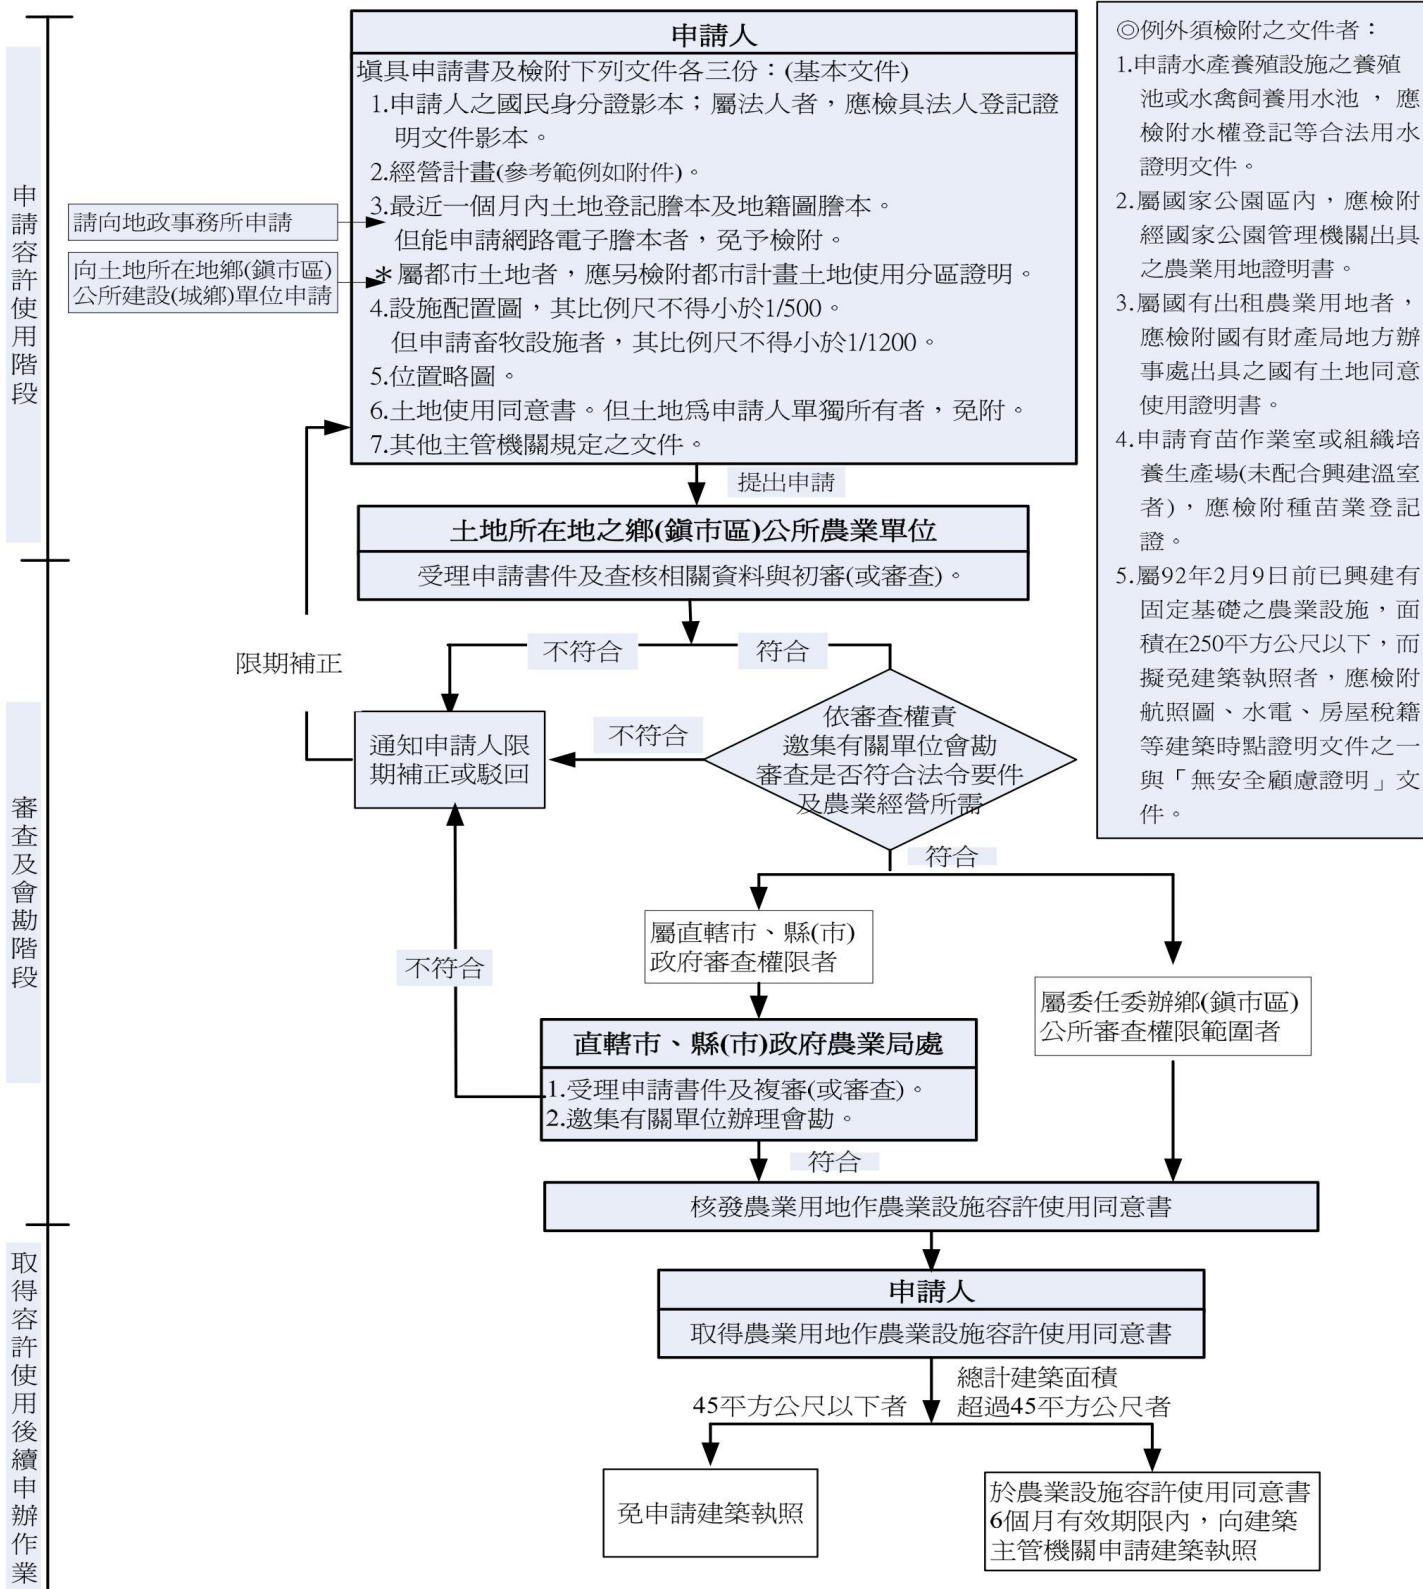 申請容許使用階段
審查及會勘階段
取得容許使用後續申辦作業
申請人
填具申請書及檢附下列文件各三份：(基本文件)
1.申請人之國民身分證影本；屬法人者，應檢具法人登記證
明文件影本。
2.經營計畫(參考範例如附件)。
3.最近一個月內土地登記謄本及地籍圖謄本。
但能申請網路電子謄本者，免予檢附。
＊屬都市土地者，應另檢附都市計畫土地使用分區證明。
4.設施配置圖，其比例尺不得小於1/500。
但申請畜牧設施者，其比例尺不得小於1/1200。
5.位置略圖。
6.土地使用同意書。但土地為申請人單獨所有者，免附。
7.其他主管機關規定之文件。
請向地政事務所申請
向土地所在地鄉(鎮市區)
公所建設(城鄉)單位申請
提出申請
土地所在地之鄉(鎮市區)公所農業單位
受理申請書件及查核相關資料與初審(或審查)。
不符合
符合
限期補正
通知申請人限
期補正或駁回
不符合
依審查權責
邀集有關單位會勘
審查是否符合法令要件
及農業經營所需
符合
屬直轄市、縣(市)
政府審查權限者
屬委任委辦鄉(鎮市區)
公所審查權限範圍者
不符合
直轄市、縣(市)政府農業局處
1.受理申請書件及複審(或審查)。
2.邀集有關單位辦理會勘。
符合
核發農業用地作農業設施容許使用同意書
申請人
取得農業用地作農業設施容許使用同意書
45平方公尺以下者
總計建築面積
超過45平方公尺者
免申請建築執照
於農業設施容許使用同意書
6個月有效期限內，向建築
主管機關申請建築執照
◎例外須檢附之文件者：
1.申請水產養殖設施之養殖
池或水禽飼養用水池 ，應
檢附水權登記等合法用水
證明文件。
2.屬國家公園區內，應檢附
經國家公園管理機關出具
之農業用地證明書。
3.屬國有出租農業用地者，
應檢附國有財產局地方辦
事處出具之國有土地同意
使用證明書。
4.申請育苗作業室或組織培
養生產場(未配合興建溫室
者)，應檢附種苗業登記
證。
5.屬92年2月9日前已興建有
固定基礎之農業設施，面
積在250平方公尺以下，而
擬免建築執照者，應檢附
航照圖、水電、房屋稅籍
等建築時點證明文件之一
與「無安全顧慮證明」文
件。